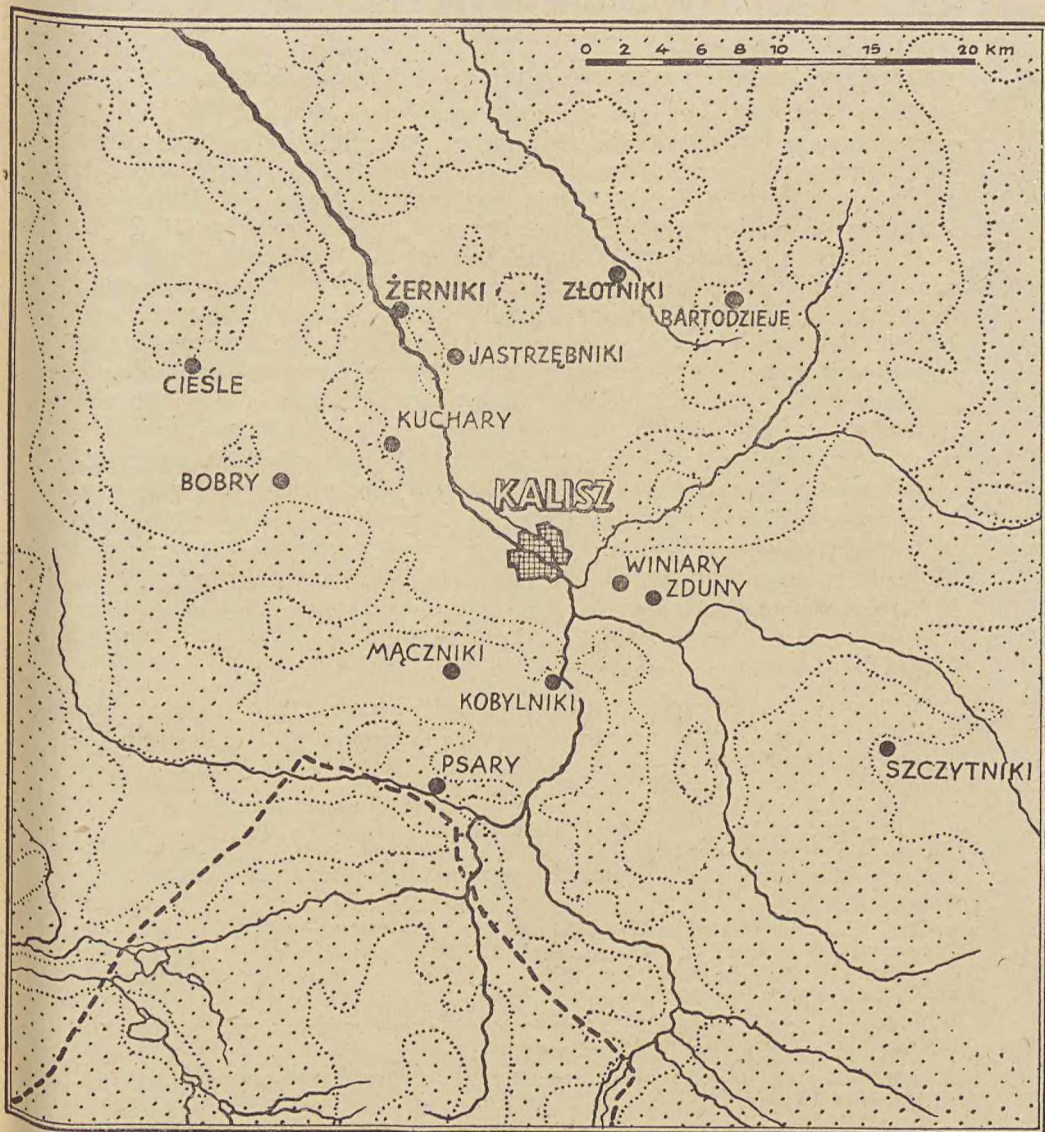 0 2 4 6 8 10 15 20 Km
ŻERNIKI
ZŁOTNIKI
BARTODZIEJE
JASTRZĘBNIKI
CIEŚLE
KUCHARY
BOBRY
KALISZ
WINIARY
ZDUNY
MĄCZNIKI
KOBYLNIKI
PSARY
SZCZYTNIKI